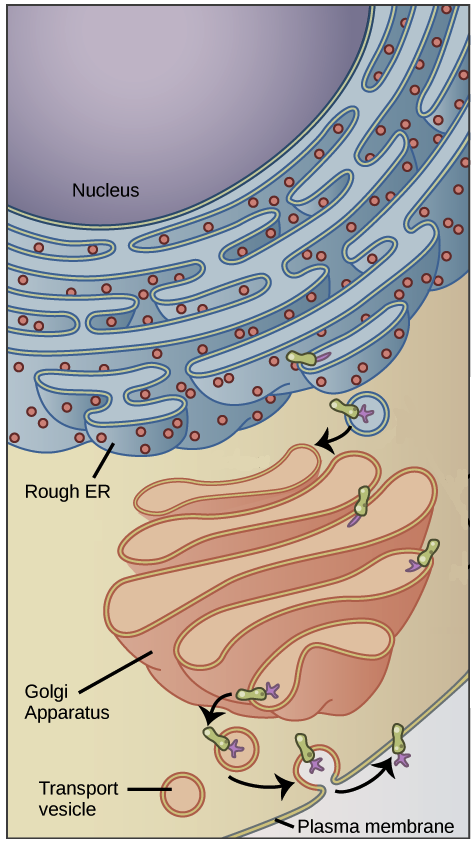 Nucleus
Rough ER
Golgi
Apparatus
Transport
vesicle
Plasma membrane